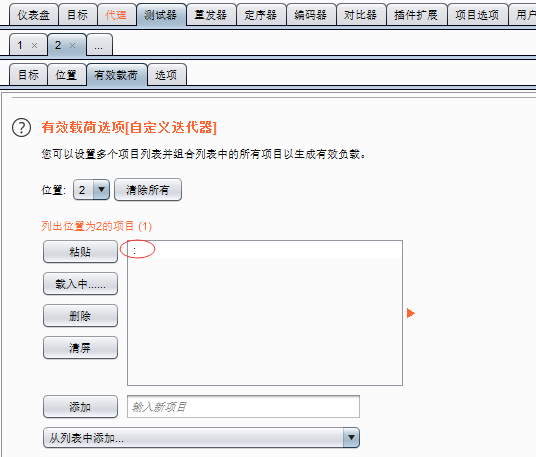 仪表盘 目标 代理 测试器 重发器 定序器 编码器 对比器 插件扩展 项目选项 用户
1 × 2 × ...
目标 位置 有效载荷 选项
? 有效载荷选项[自定义迭代器]
您可以设置多个项目列表并组合列表中的所有项目以生成有效负载。
位置: 2 清除所有
列出位置为2的项目 (1)
粘贴 :
载入中......
删除
清屏
添加 输入新项目
从列表中添加...